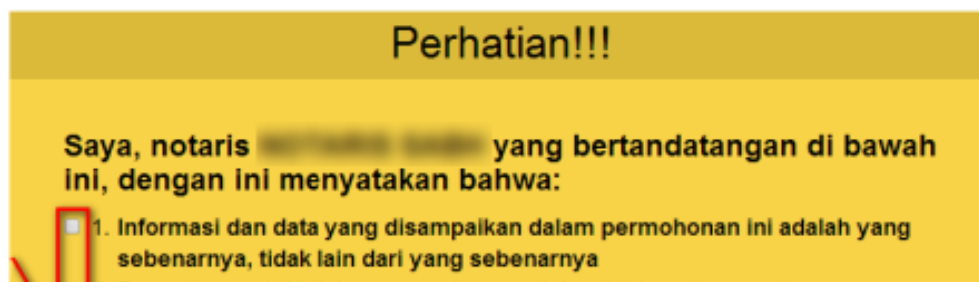 Perhatian!!!
Saya, notaris yang bertandatangan di bawah
ini, dengan ini menyatakan bahwa:
1. Informasi dan data yang disampaikan dalam permohonan ini adalah yang
sebenarnya, tidak lain dari yang sebenarnya